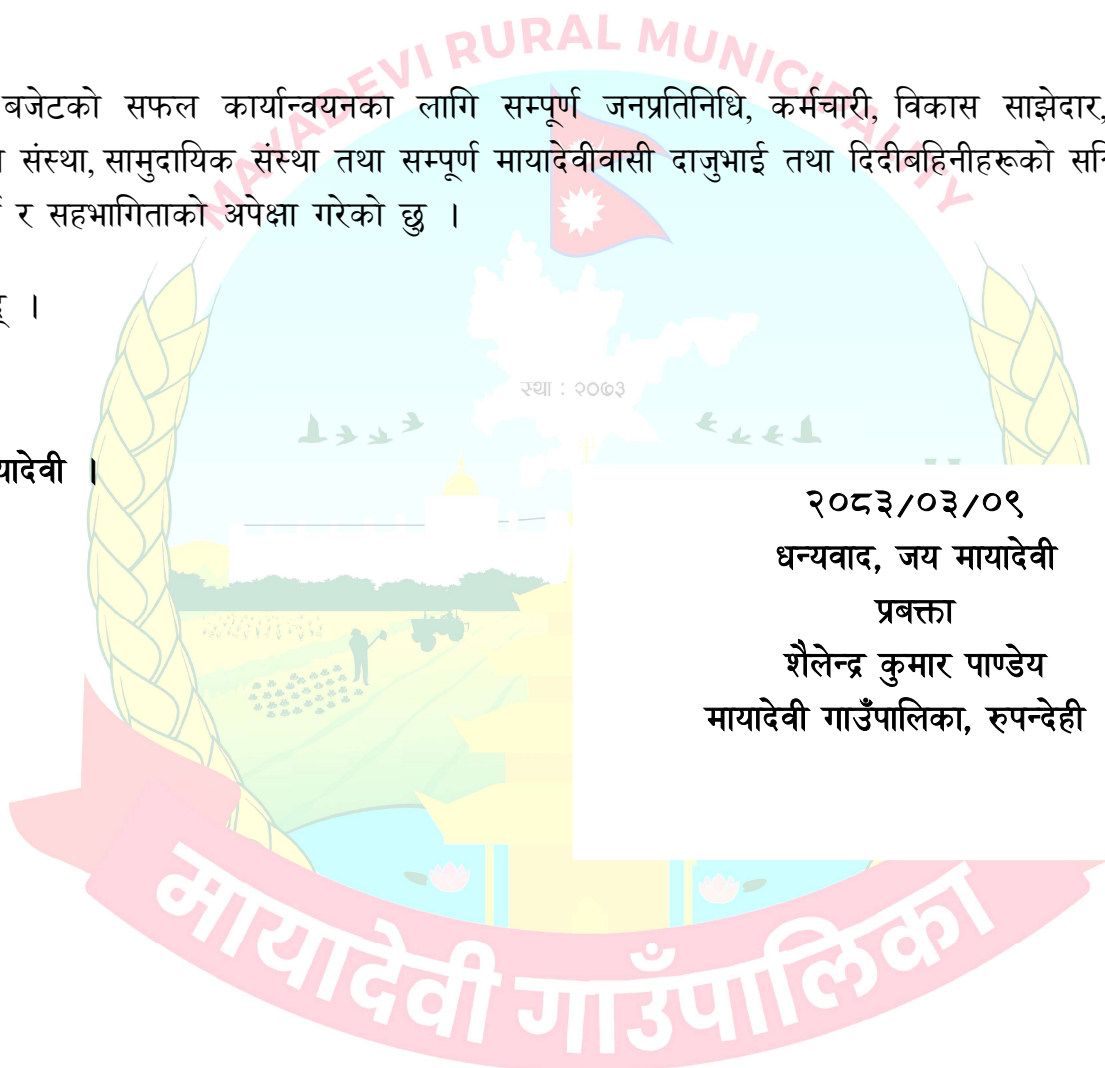 MAYADEVI RURAL MUNICIPALITY
बजेटको सफल कार्यान्वयनका लागि सम्पूर्ण जनप्रतिनिधि, कर्मचारी, विकास साझेदार,
संस्था, सामुदायिक संस्था तथा सम्पूर्ण मायादेवीवासी दाजुभाई तथा दिदीबहिनीहरूको
र सहभागिताको अपेक्षा गरेको छु ।
।
स्था : २०७३
यादेवी ।
२०८३/०३/०९
धन्यवाद, जय मायादेवी
प्रबक्ता
शैलेन्द्र कुमार पाण्डेय
मायादेवी गाउँपालिका, रुपन्देही
मायादेवी गाउँपालिका